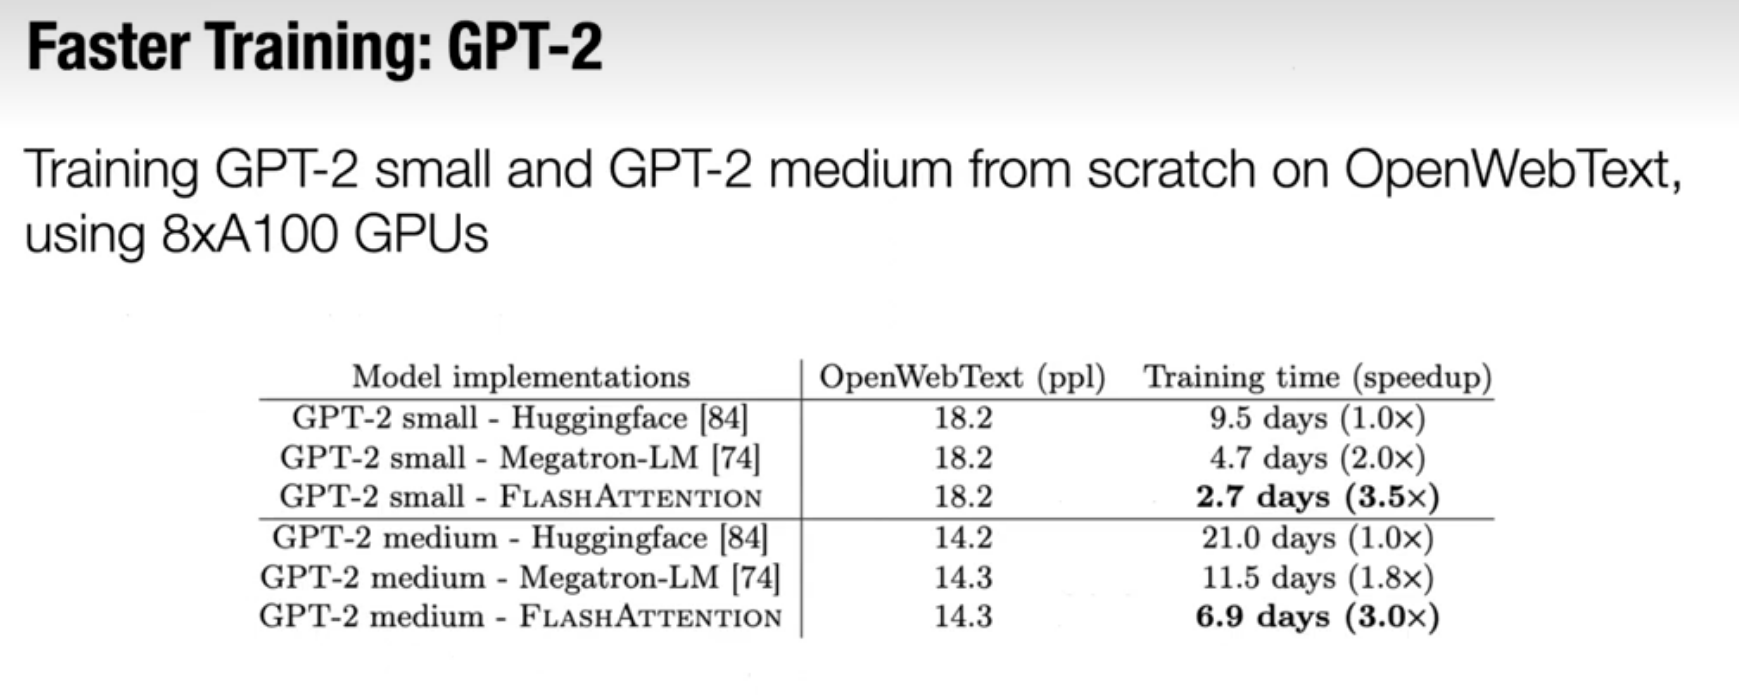 Faster Training: GPT-2
Training GPT-2 small and GPT-2 medium from scratch on OpenWebText,
using 8xA100 GPUs
Model implementations OpenWebText (ppl) Training time (speedup)
GPT-2 small - Huggingface [84] 18.2 9.5 days (1.0×)
GPT-2 small - Megatron-LM [74] 18.2 4.7 days (2.0×)
GPT-2 small - FLASHATTENTION 18.2 2.7 days (3.5×)
GPT-2 medium - Huggingface [84] 14.2 21.0 days (1.0×)
GPT-2 medium - Megatron-LM [74] 14.3 11.5 days (1.8×)
GPT-2 medium - FLASHATTENTION 14.3 6.9 days (3.0×)